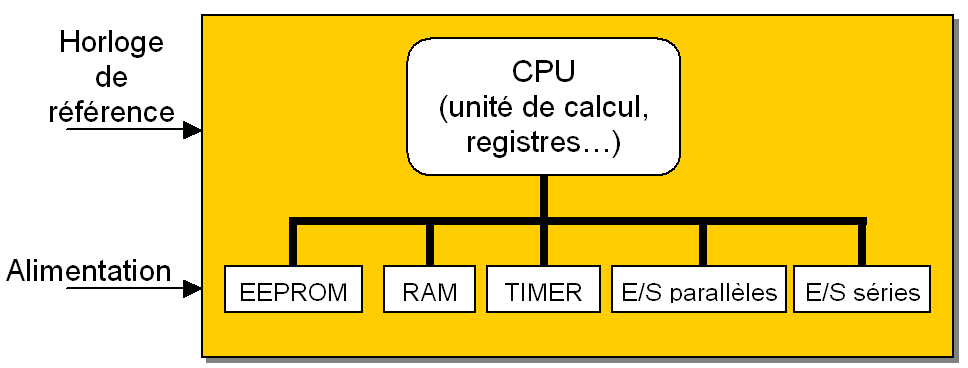 Horloge
de
référence
CPU
(unité de calcul,
registres…)
Alimentation
EEPROM
RAM
TIMER
E/S parallèles
E/S séries